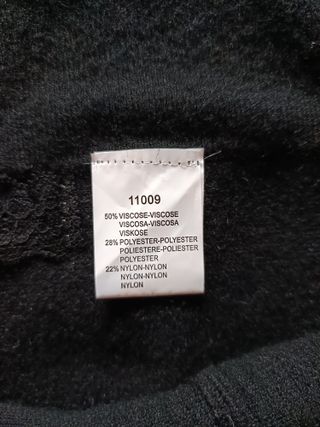 11009
50% VISCOSE-VISCOSE
VISCOSA-VISCOSA
VISKOSE
28% POLYESTER-POLYESTER
POLIESTERE-POLIESTER
POLYESTER
22% NYLON-NYLON
NYLON-NYLON
NYLON